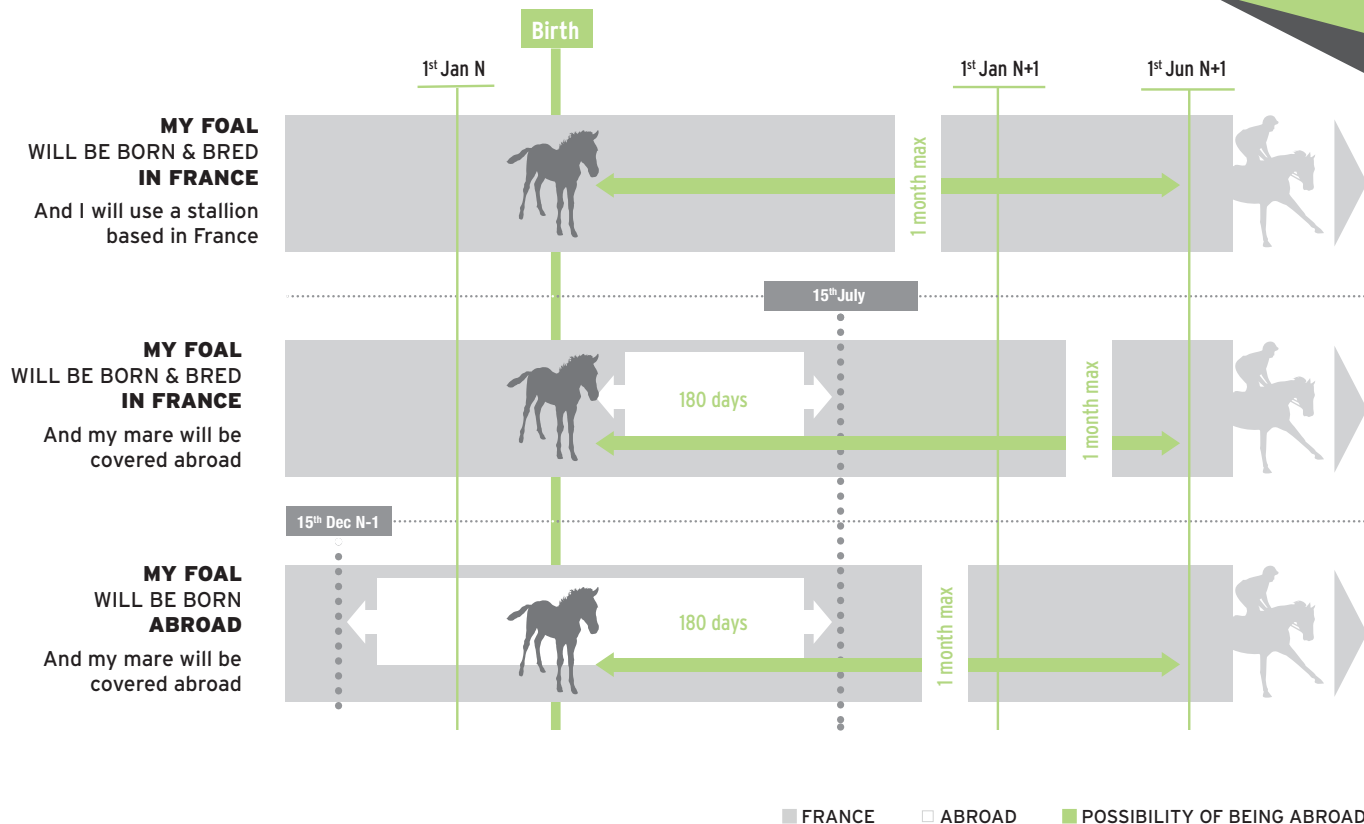 Birth
1st Jan N
1st Jan N+1
1st Jun N+1
MY FOAL
WILL BE BORN & BRED
IN FRANCE
And I will use a stallion
based in France
1 month max
15th July
MY FOAL
WILL BE BORN & BRED
IN FRANCE
And my mare will be
covered abroad
180 days
1 month max
15th Dec N-1
MY FOAL
WILL BE BORN
ABROAD
And my mare will be
covered abroad
180 days
1 month max
FRANCE
ABROAD
POSSIBILITY OF BEING ABROAD